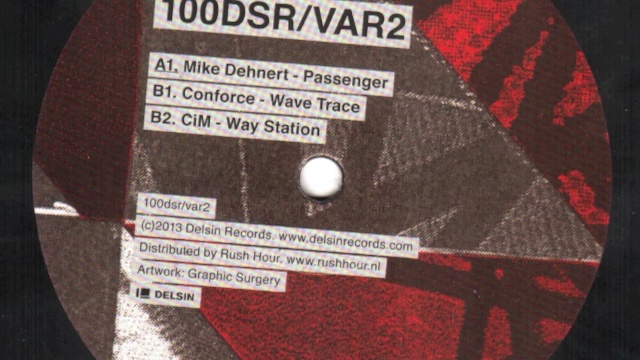 100DSR/VAR2
A1. Mike Dehnert - Passenger
B1. Conforce - Wave Trace
B2. CiM - Way Station
100dsr/var2
(c)2013 Delsin Records. www.delsinrecords.com
Distributed by Rush Hour. www.rushhour.nl
Artwork: Graphic Surgery
DELSIN